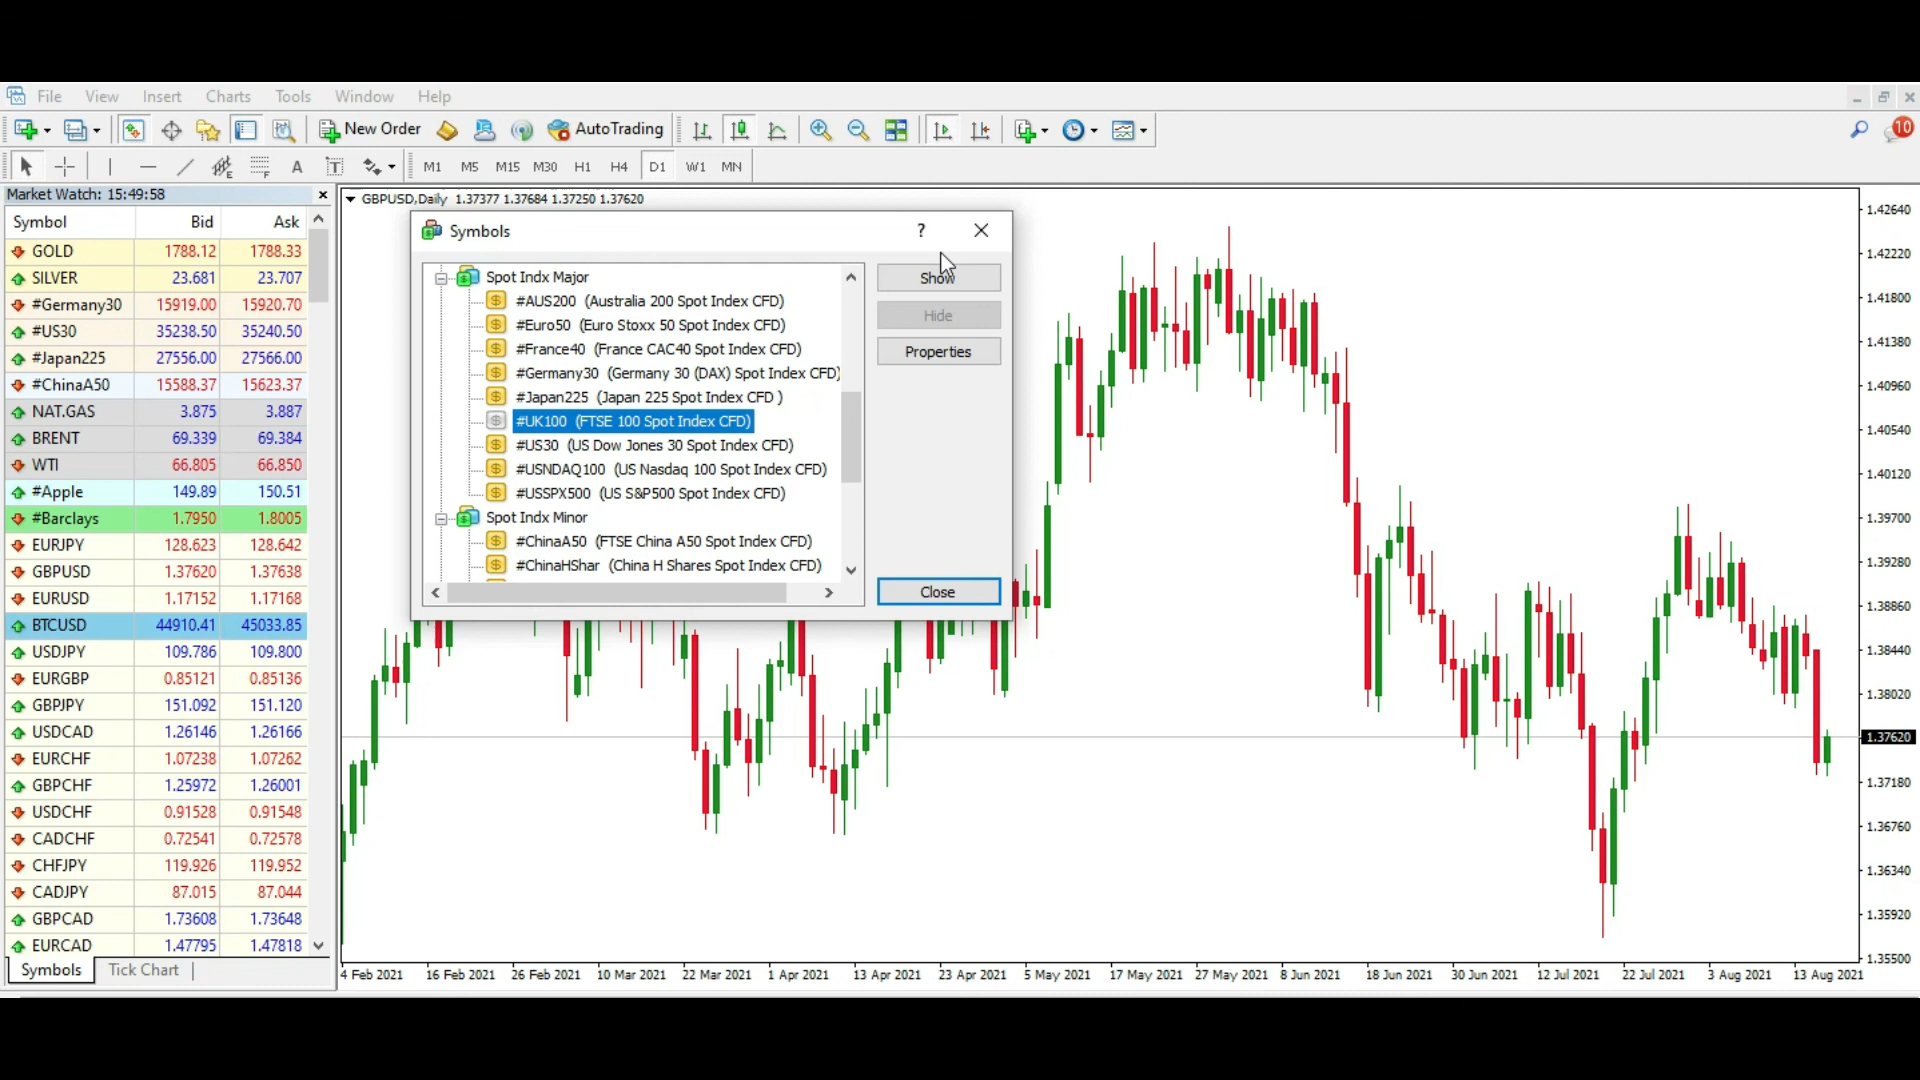 File View Insert Charts Tools Window Help
New Order AutoTrading 10
A T M1 M5 M15 M30 H1 H4 D1 W1 MN
Market Watch: 15:49:58
Symbol Bid Ask
GOLD 1788.12 1788.33
SILVER 23.681 23.707
#Germany30 15919.00 15920.70
#US30 35238.50 35240.50
#Japan225 27556.00 27566.00
#ChinaA50 15588.37 15623.37
NAT.GAS 3.875 3.887
BRENT 69.339 69.384
WTI 66.805 66.850
#Apple 149.89 150.51
#Barclays 1.7950 1.8005
EURJPY 128.623 128.642
GBPUSD 1.37620 1.37638
EURUSD 1.17152 1.17168
BTCUSD 44910.41 45033.85
USDJPY 109.786 109.800
EURGBP 0.85121 0.85136
GBPJPY 151.092 151.120
USDCAD 1.26146 1.26166
EURCHF 1.07238 1.07262
GBPCHF 1.25972 1.26001
USDCHF 0.91528 0.91548
CADCHF 0.72541 0.72578
CHFJPY 119.926 119.952
CADJPY 87.015 87.044
GBPCAD 1.73608 1.73648
EURCAD 1.47795 1.47818
Symbols Tick Chart
GBPUSD,Daily 1.37377 1.37684 1.37250 1.37620
Symbols ?
Spot Indx Major
#AUS200 (Australia 200 Spot Index CFD)
#Euro50 (Euro Stoxx 50 Spot Index CFD)
#France40 (France CAC40 Spot Index CFD)
#Germany30 (Germany 30 (DAX) Spot Index CFD)
#Japan225 (Japan 225 Spot Index CFD )
#UK100 (FTSE 100 Spot Index CFD)
#US30 (US Dow Jones 30 Spot Index CFD)
#USNDAQ100 (US Nasdaq 100 Spot Index CFD)
#USSPX500 (US S&P500 Spot Index CFD)
Spot Indx Minor
#ChinaA50 (FTSE China A50 Spot Index CFD)
#ChinaHShar (China H Shares Spot Index CFD)
Show
Hide
Properties
Close
1.42640
1.42220
1.41800
1.41380
1.40960
1.40540
1.40120
1.39700
1.39280
1.38860
1.38440
1.38020
1.37620
1.37180
1.36760
1.36340
1.35920
1.35500
4 Feb 2021 16 Feb 2021 26 Feb 2021 10 Mar 2021 22 Mar 2021 1 Apr 2021 13 Apr 2021 23 Apr 2021 5 May 2021 17 May 2021 27 May 2021 8 Jun 2021 18 Jun 2021 30 Jun 2021 12 Jul 2021 22 Jul 2021 3 Aug 2021 13 Aug 2021